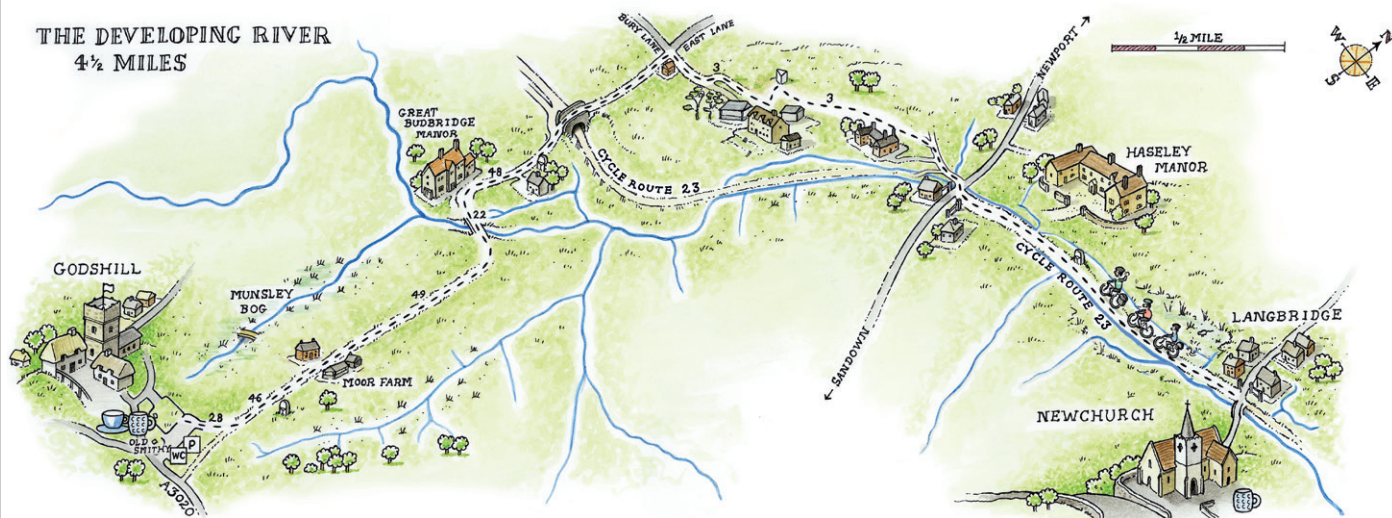 THE DEVELOPING RIVER
4½ MILES
BURY LANE
EAST LANE
NEWPORT
½ MILE
W
S
E
3
3
GREAT
BUDBRIDGE
MANOR
48
CYCLE ROUTE 23
HASELEY
MANOR
22
GODSHILL
MUNSLEY
BOG
49
CYCLE ROUTE 23
LANGBRIDGE
SANDOWN
MOOR FARM
46
28
OLD
SMITHY
P
WC
A3020
NEWCHURCH